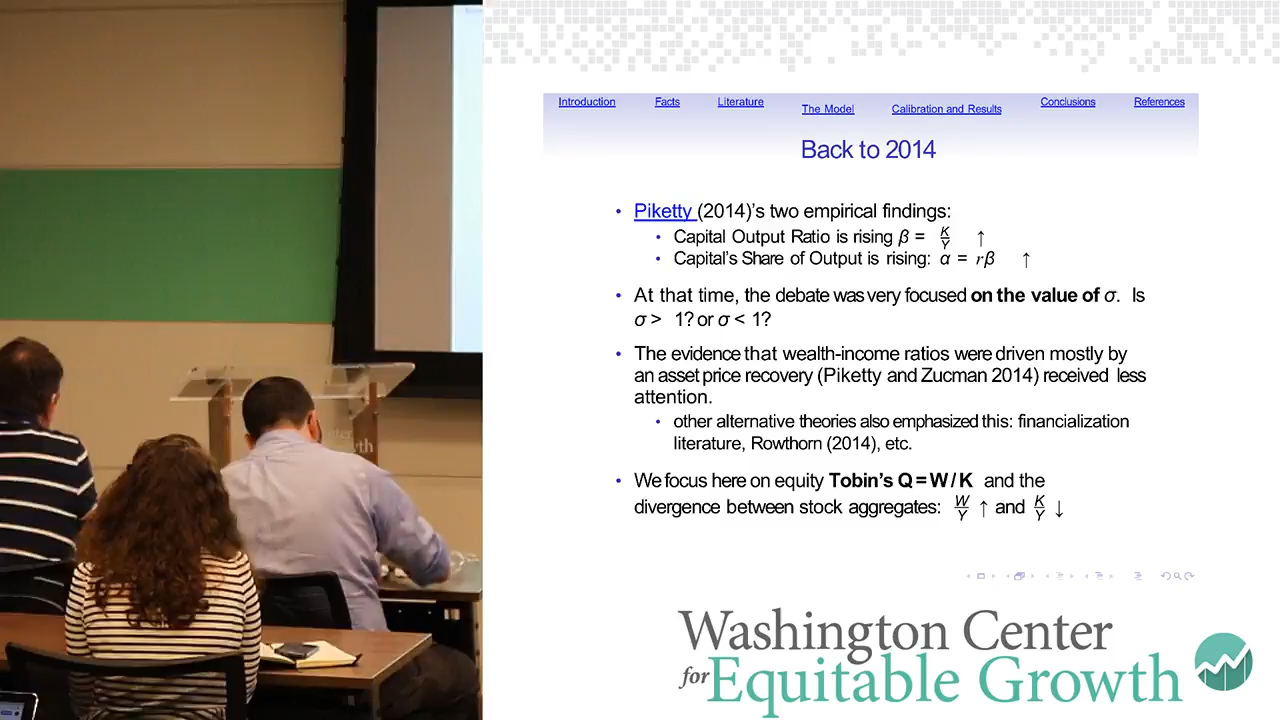 Introduction Facts Literature The Model Calibration and Results Conclusions References
Back to 2014
• Piketty (2014)'s two empirical findings:
• Capital Output Ratio is rising β = K/Y ↑
• Capital's Share of Output is rising: α = rβ ↑
• At that time, the debate was very focused on the value of σ. Is
σ > 1? or σ < 1?
• The evidence that wealth-income ratios were driven mostly by
an asset price recovery (Piketty and Zucman 2014) received less
attention.
• other alternative theories also emphasized this: financialization
literature, Rowthorn (2014), etc.
• We focus here on equity Tobin's Q = W / K and the
divergence between stock aggregates: W/Y ↑ and K/Y ↓
Washington Center
for Equitable Growth